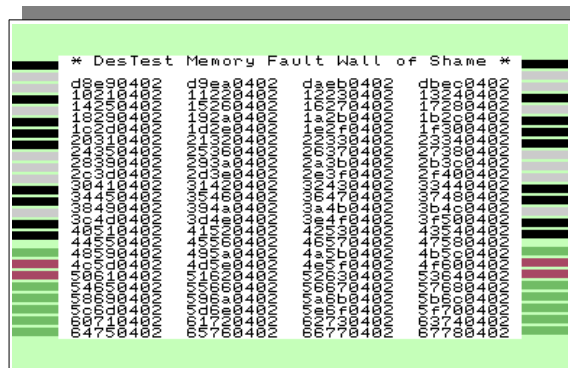 * DesTest Memory Fault Wall of Shame *
d8e90402 d9ea0402 daeb0402 dbec0402
10210402 11220402 12230402 13240402
14250402 15260402 16270402 17280402
18290402 192a0402 1a2b0402 1b2c0402
1c2d0402 1d2e0402 1e2f0402 1f300402
20310402 21320402 22330402 23340402
24350402 25360402 26370402 27380402
28390402 293a0402 2a3b0402 2b3c0402
2c3d0402 2d3e0402 2e3f0402 2f400402
30410402 31420402 32430402 33440402
34450402 35460402 36470402 37480402
38490402 394a0402 3a4b0402 3b4c0402
3c4d0402 3d4e0402 3e4f0402 3f500402
40510402 41520402 42530402 43540402
44550402 45560402 46570402 47580402
48590402 495a0402 4a5b0402 4b5c0402
4c5d0402 4d5e0402 4e5f0402 4f600402
50610402 51620402 52630402 53640402
54650402 55660402 56670402 57680402
58690402 596a0402 5a6b0402 5b6c0402
5c6d0402 5d6e0402 5e6f0402 5f700402
60710402 61720402 62730402 63740402
64750402 65760402 66770402 67780402